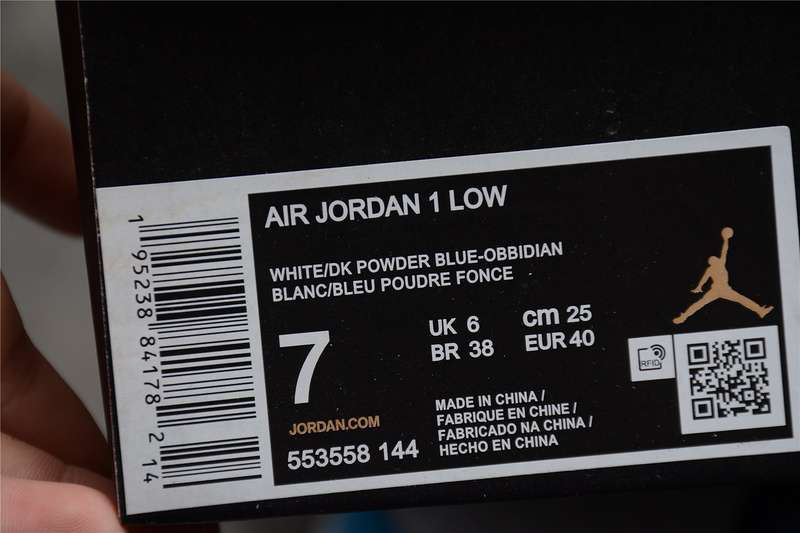 AIR JORDAN 1 LOW
WHITE/DK POWDER BLUE-OBBIDIAN
BLANC/BLEU POUDRE FONCE
7
UK 6
cm 25
BR 38
EUR 40
RFID
JORDAN.COM
553558 144
MADE IN CHINA /
FABRIQUE EN CHINE /
FABRICADO NA CHINA /
HECHO EN CHINA
1 95238 84178 2 14